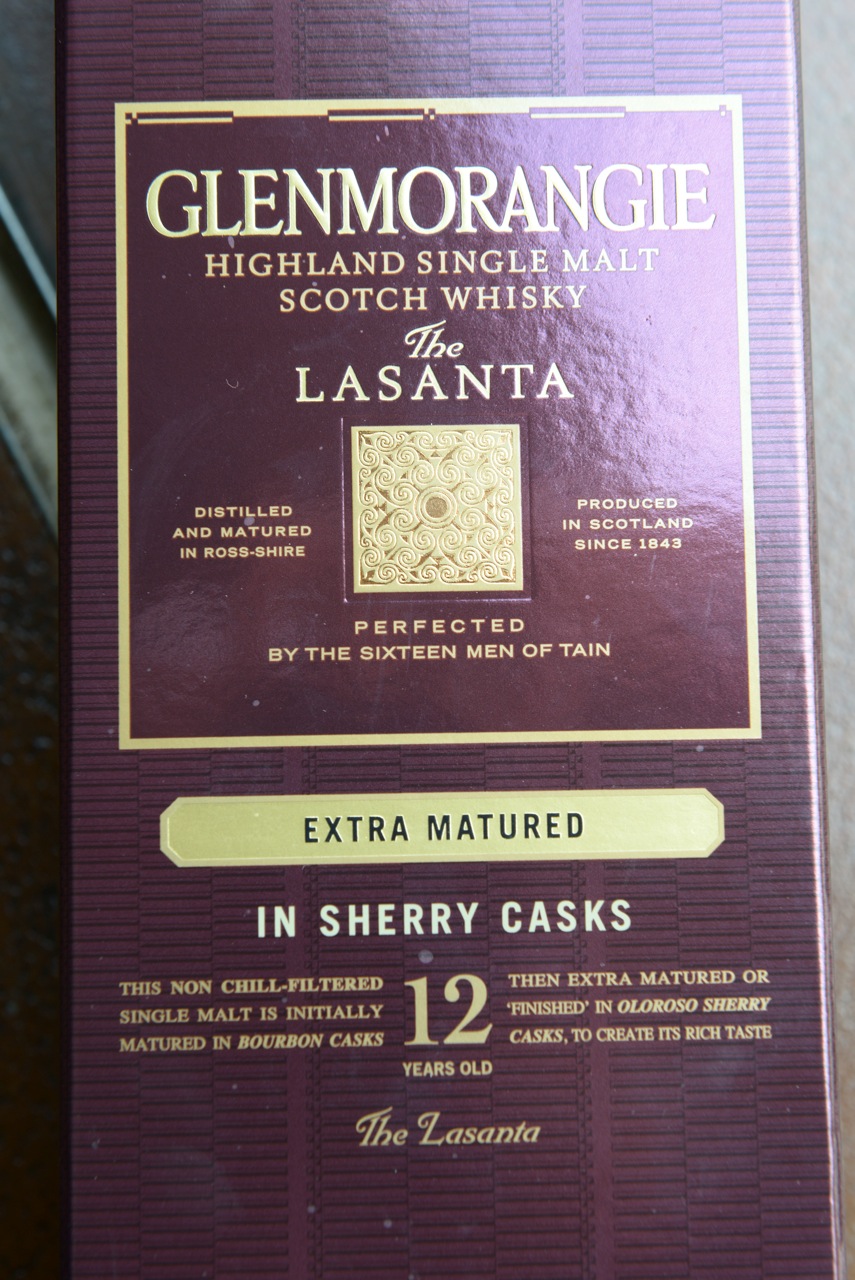 GLENMORANGIE
HIGHLAND SINGLE MALT
SCOTCH WHISKY
The
LASANTA
DISTILLED
AND MATURED
IN ROSS-SHIRE
PRODUCED
IN SCOTLAND
SINCE 1843
PERFECTED
BY THE SIXTEEN MEN OF TAIN
EXTRA MATURED
IN SHERRY CASKS
THIS NON CHILL-FILTERED
SINGLE MALT IS INITIALLY
MATURED IN BOURBON CASKS
12
YEARS OLD
THEN EXTRA MATURED OR
'FINISHED' IN OLOROSO SHERRY
CASKS, TO CREATE ITS RICH TASTE
The Lasanta